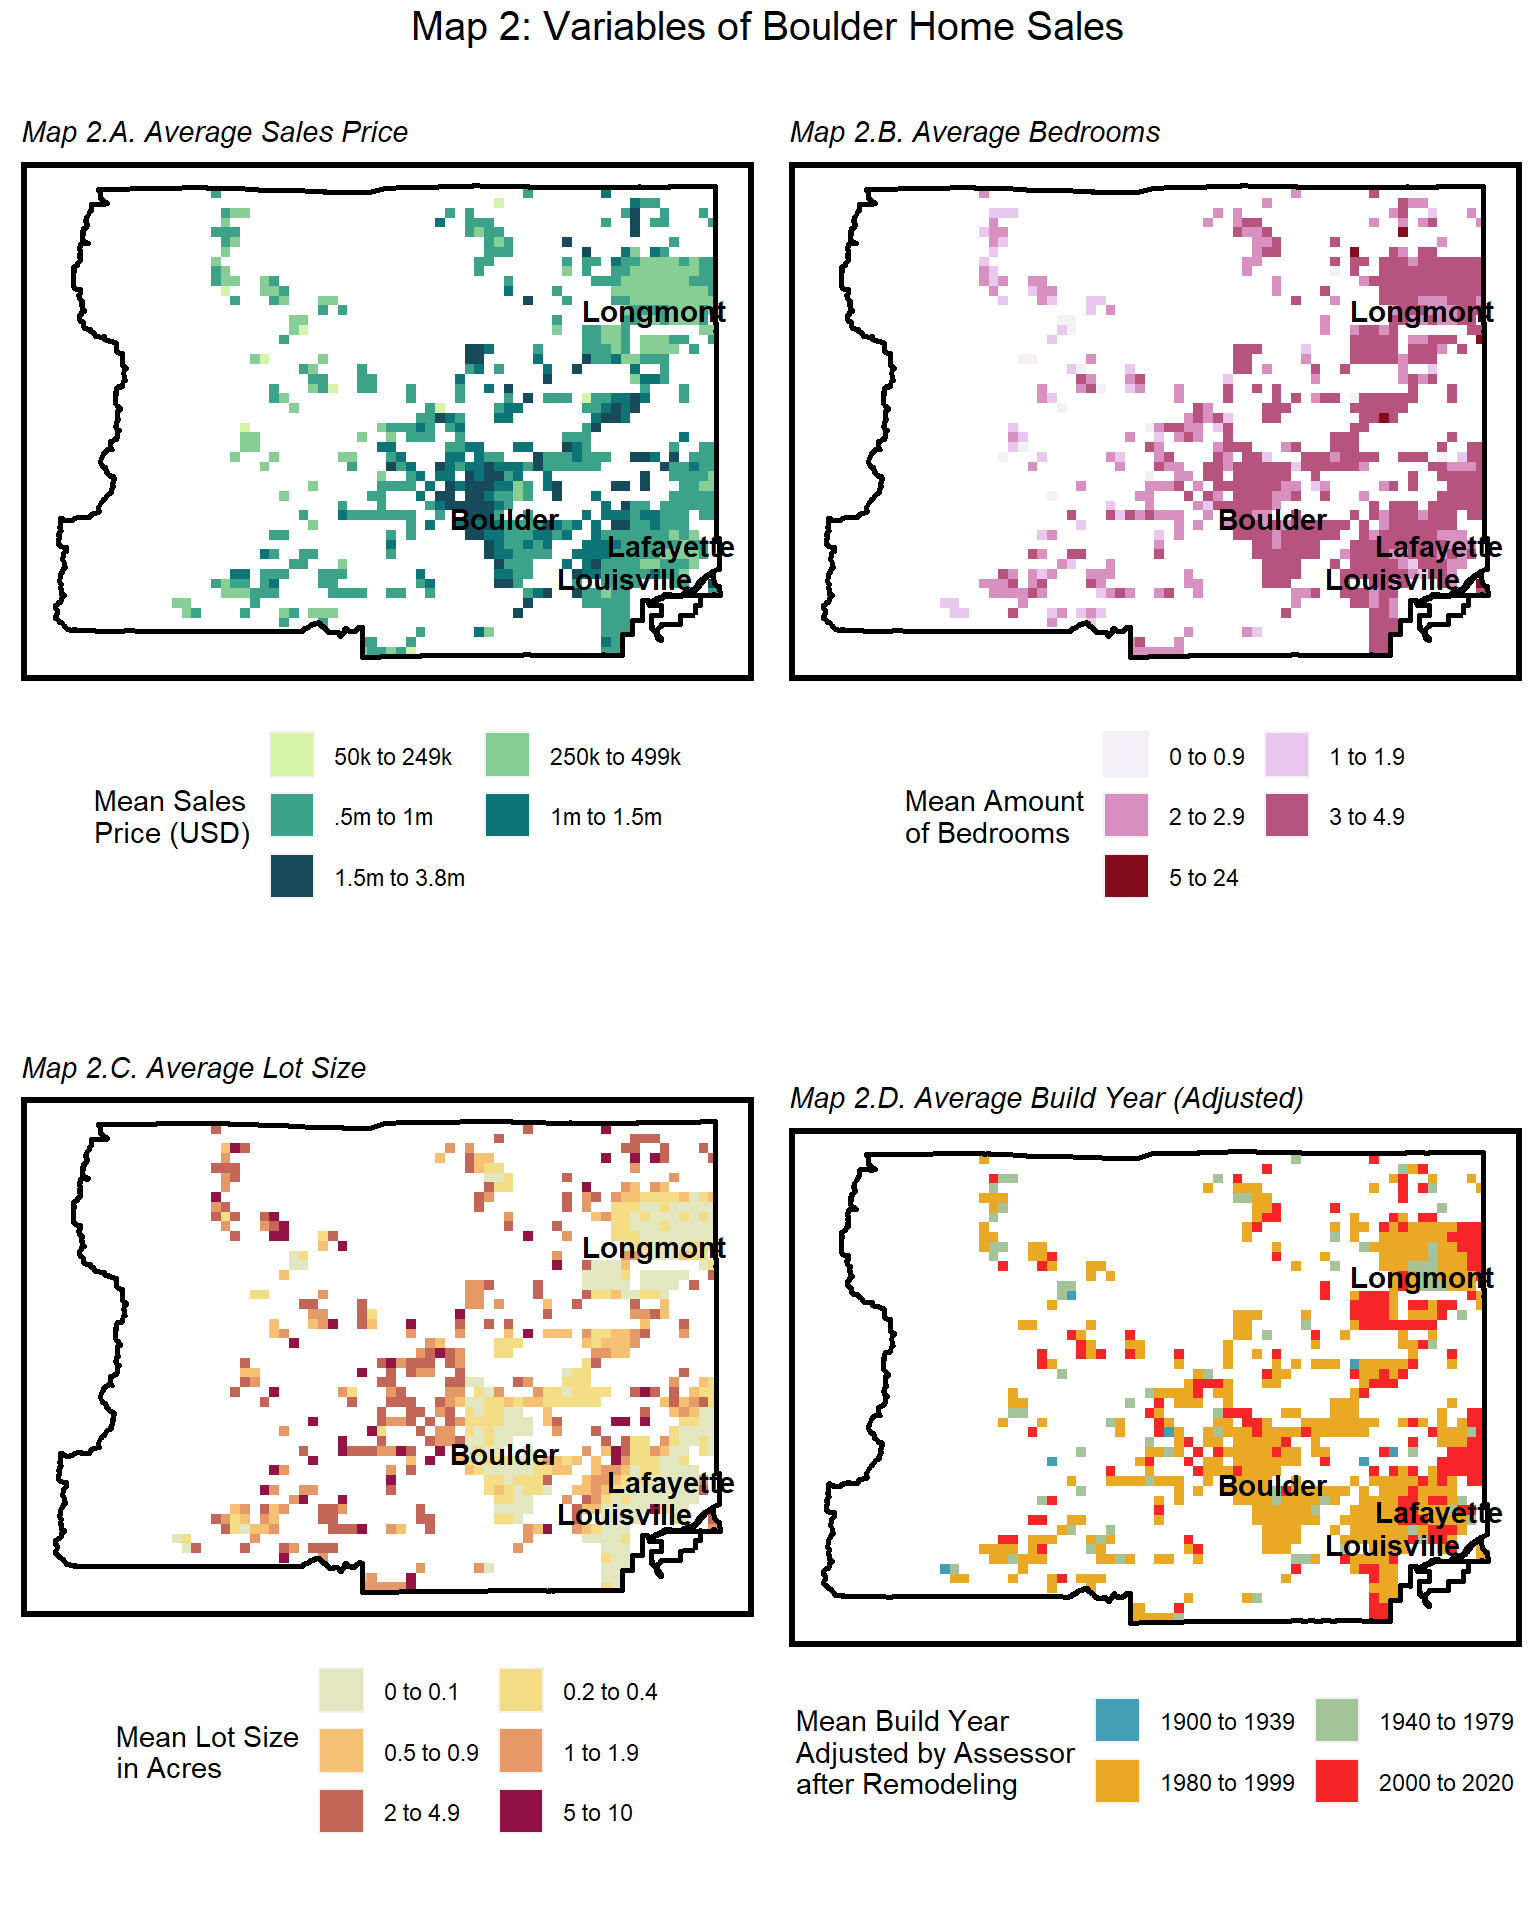 Map 2: Variables of Boulder Home Sales
Map 2.A. Average Sales Price
Longmont
Boulder
Lafayette
Louisville
Mean Sales
Price (USD)
50k to 249k
250k to 499k
.5m to 1m
1m to 1.5m
1.5m to 3.8m
Map 2.B. Average Bedrooms
Longmont
Boulder
Lafayette
Louisville
Mean Amount
of Bedrooms
0 to 0.9
1 to 1.9
2 to 2.9
3 to 4.9
5 to 24
Map 2.C. Average Lot Size
Longmont
Boulder
Lafayette
Louisville
Mean Lot Size
in Acres
0 to 0.1
0.2 to 0.4
0.5 to 0.9
1 to 1.9
2 to 4.9
5 to 10
Map 2.D. Average Build Year (Adjusted)
Longmont
Boulder
Lafayette
Louisville
Mean Build Year
Adjusted by Assessor
after Remodeling
1900 to 1939
1940 to 1979
1980 to 1999
2000 to 2020